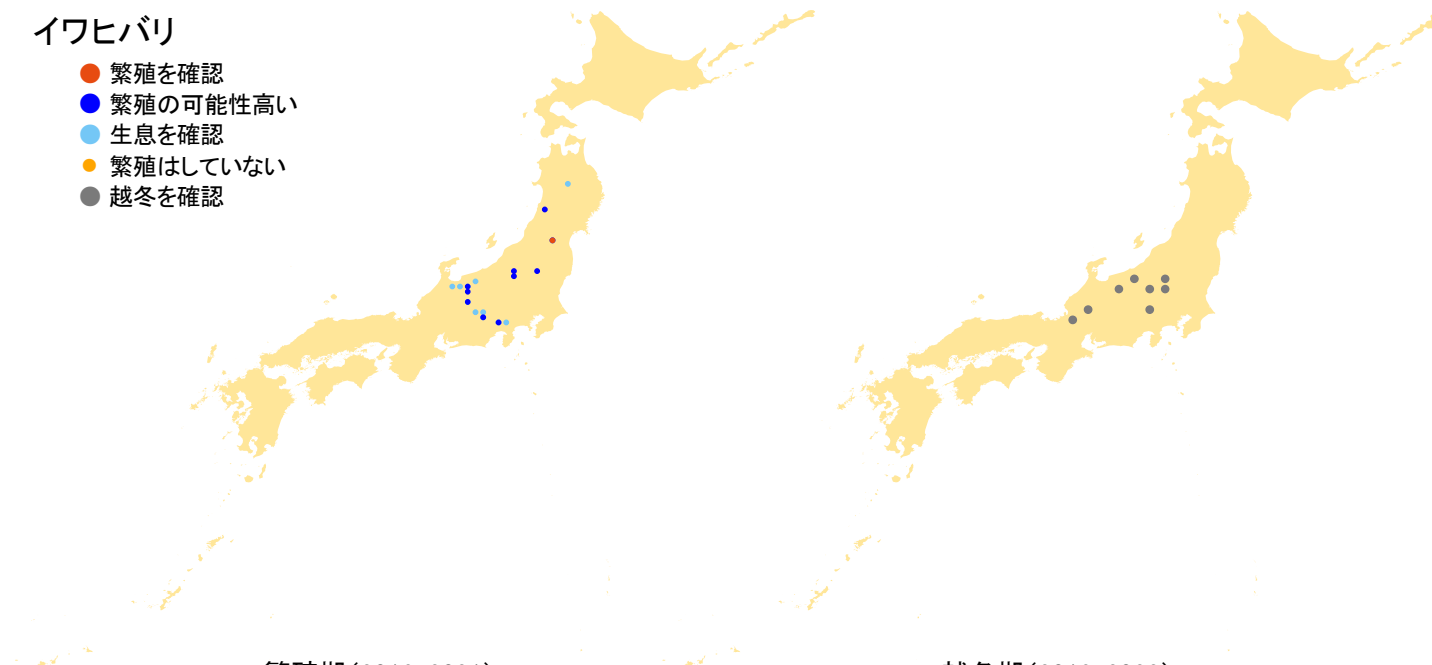 イワヒバリ
繁殖を確認
繁殖の可能性高い
生息を確認
繁殖はしていない
越冬を確認